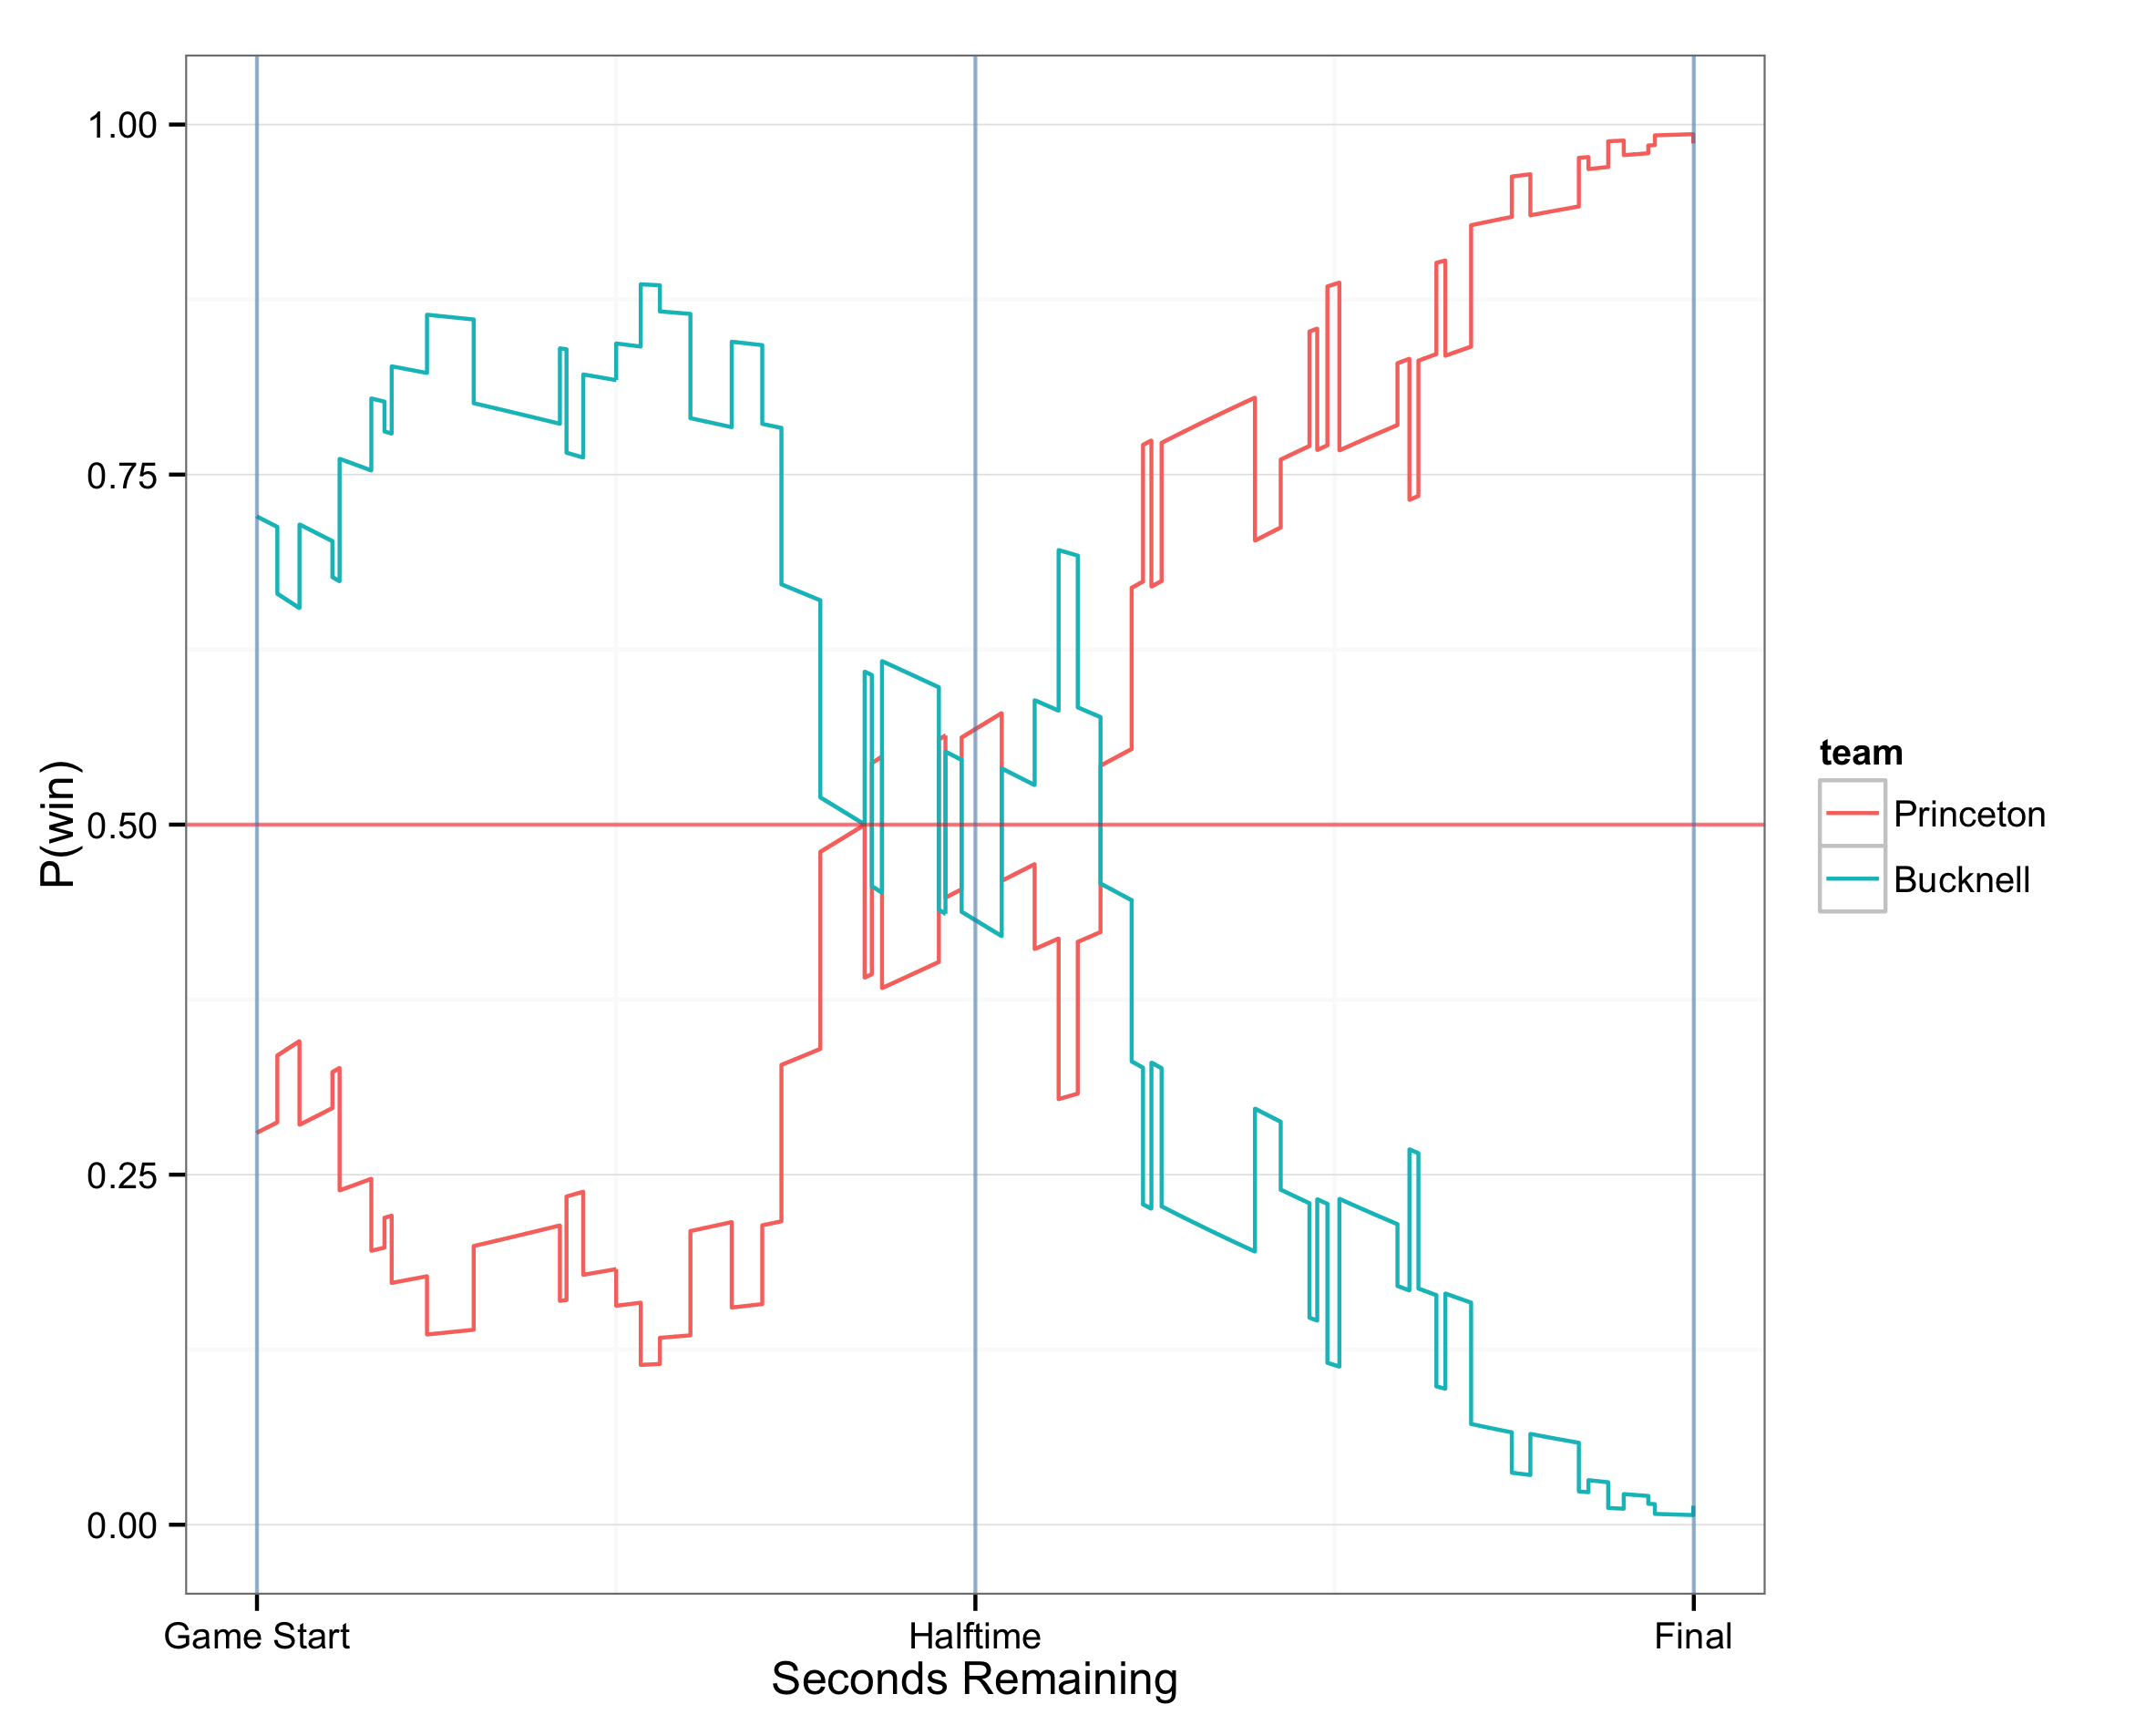 1.00
0.75
0.50
0.25
0.00
P(win)
Game Start
Halftime
Final
Seconds Remaining
team
Princeton
Bucknell